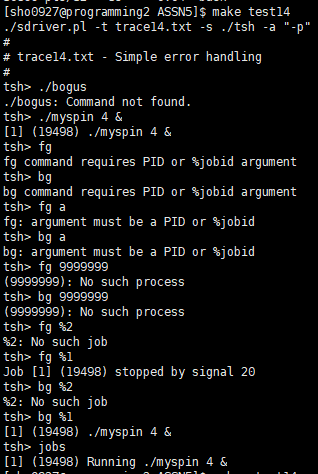 [sho0927@programming2 ASSN5]$ make test14
./sdriver.pl -t trace14.txt -s ./tsh -a "-p"
#
# trace14.txt - Simple error handling
#
tsh> ./bogus
./bogus: Command not found.
tsh> ./myspin 4 &
[1] (19498) ./myspin 4 &
tsh> fg
fg command requires PID or %jobid argument
tsh> bg
bg command requires PID or %jobid argument
tsh> fg a
fg: argument must be a PID or %jobid
tsh> bg a
bg: argument must be a PID or %jobid
tsh> fg 9999999
(9999999): No such process
tsh> bg 9999999
(9999999): No such process
tsh> fg %2
%2: No such job
tsh> fg %1
Job [1] (19498) stopped by signal 20
tsh> bg %2
%2: No such job
tsh> bg %1
[1] (19498) ./myspin 4 &
tsh> jobs
[1] (19498) Running ./myspin 4 &